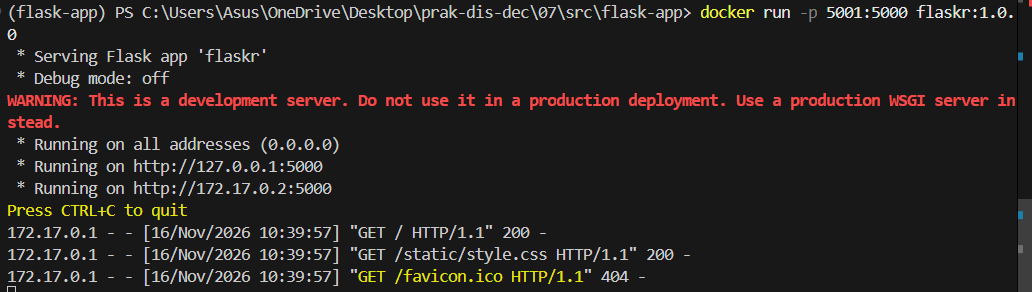 (flask-app) PS C:\Users\Asus\OneDrive\Desktop\prak-dis-dec\07\src\flask-app> docker run -p 5001:5000 flaskr:1.0.
0
 * Serving Flask app 'flaskr'
 * Debug mode: off
WARNING: This is a development server. Do not use it in a production deployment. Use a production WSGI server in
stead.
 * Running on all addresses (0.0.0.0)
 * Running on http://127.0.0.1:5000
 * Running on http://172.17.0.2:5000
Press CTRL+C to quit
172.17.0.1 - - [16/Nov/2026 10:39:57] "GET / HTTP/1.1" 200 -
172.17.0.1 - - [16/Nov/2026 10:39:57] "GET /static/style.css HTTP/1.1" 200 -
172.17.0.1 - - [16/Nov/2026 10:39:57] "GET /favicon.ico HTTP/1.1" 404 -